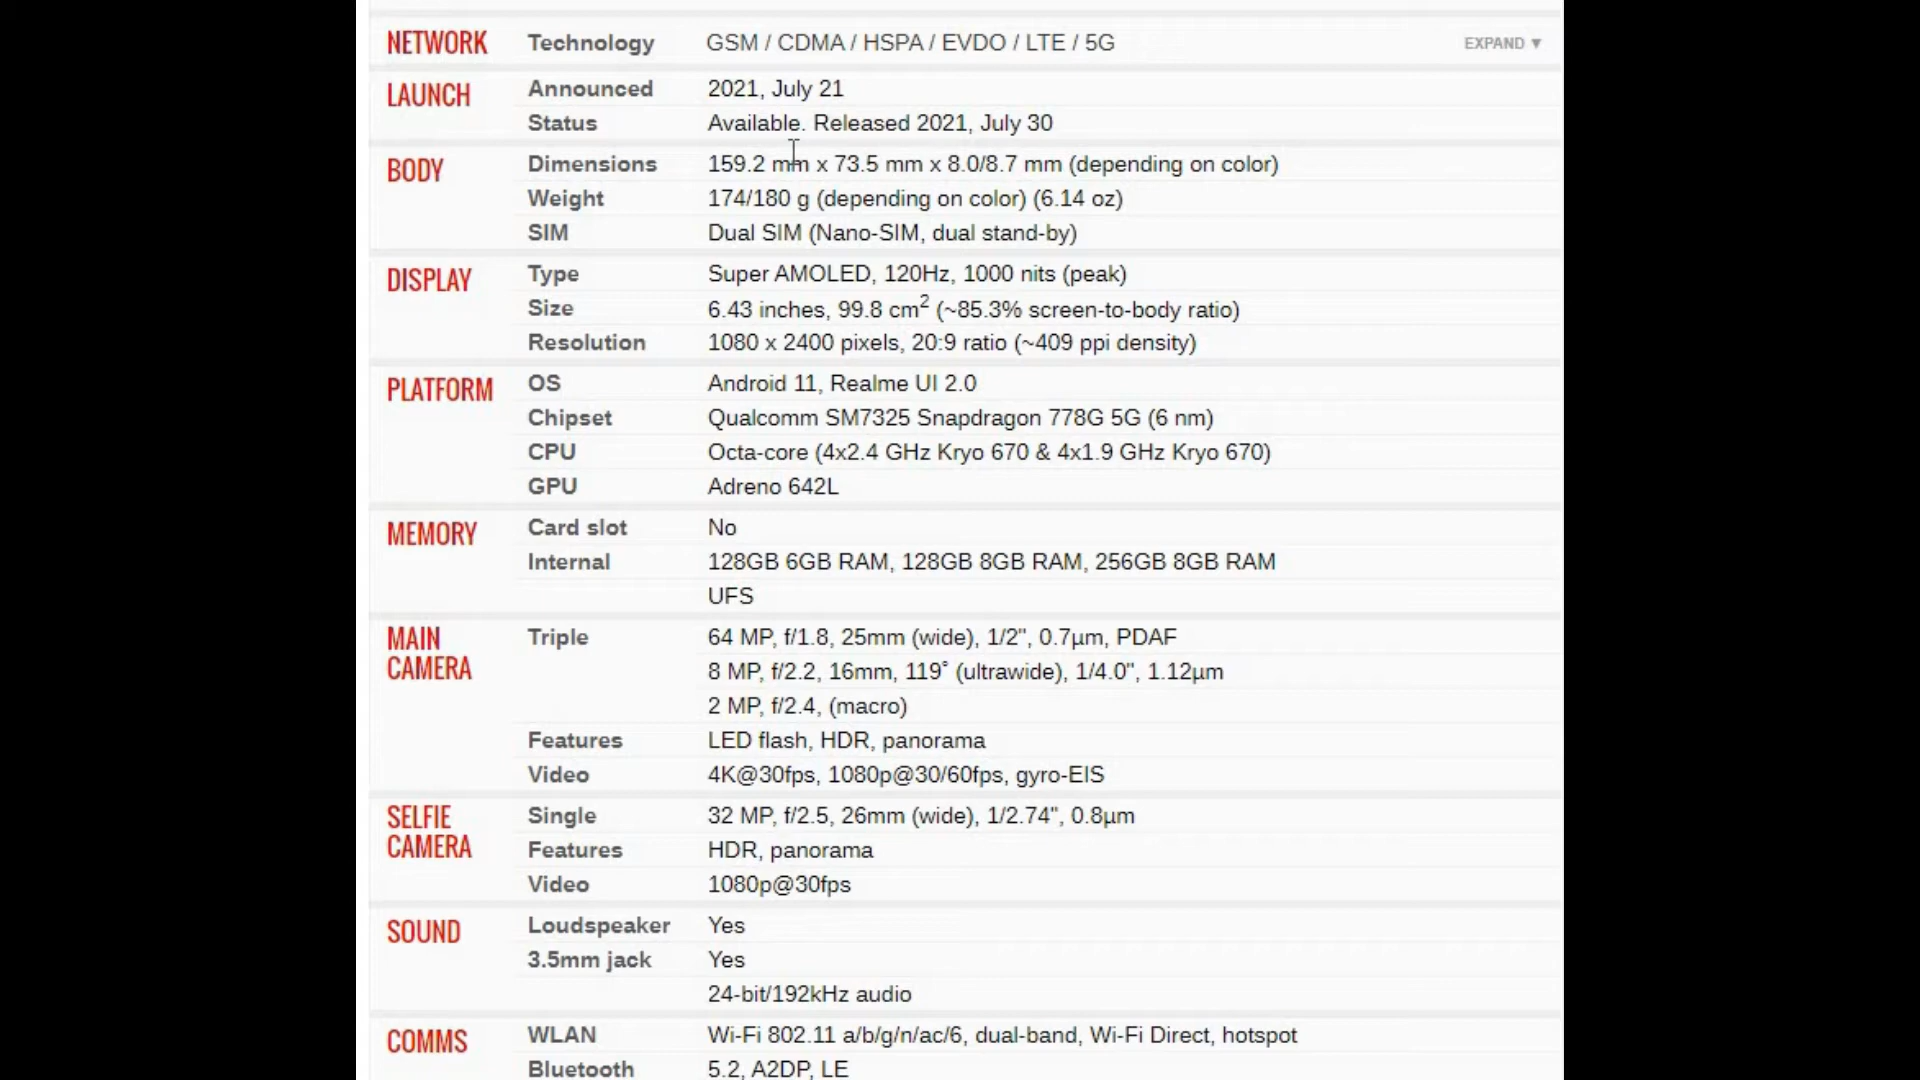 NETWORK Technology GSM / CDMA / HSPA / EVDO / LTE / 5G EXPAND ▼
LAUNCH Announced 2021, July 21
Status Available. Released 2021, July 30
BODY Dimensions 159.2 mm x 73.5 mm x 8.0/8.7 mm (depending on color)
Weight 174/180 g (depending on color) (6.14 oz)
SIM Dual SIM (Nano-SIM, dual stand-by)
DISPLAY Type Super AMOLED, 120Hz, 1000 nits (peak)
Size 6.43 inches, 99.8 cm² (~85.3% screen-to-body ratio)
Resolution 1080 x 2400 pixels, 20:9 ratio (~409 ppi density)
PLATFORM OS Android 11, Realme UI 2.0
Chipset Qualcomm SM7325 Snapdragon 778G 5G (6 nm)
CPU Octa-core (4x2.4 GHz Kryo 670 & 4x1.9 GHz Kryo 670)
GPU Adreno 642L
MEMORY Card slot No
Internal 128GB 6GB RAM, 128GB 8GB RAM, 256GB 8GB RAM
UFS
MAIN CAMERA Triple 64 MP, f/1.8, 25mm (wide), 1/2", 0.7µm, PDAF
8 MP, f/2.2, 16mm, 119˚ (ultrawide), 1/4.0", 1.12µm
2 MP, f/2.4, (macro)
Features LED flash, HDR, panorama
Video 4K@30fps, 1080p@30/60fps, gyro-EIS
SELFIE CAMERA Single 32 MP, f/2.5, 26mm (wide), 1/2.74", 0.8µm
Features HDR, panorama
Video 1080p@30fps
SOUND Loudspeaker Yes
3.5mm jack Yes
24-bit/192kHz audio
COMMS WLAN Wi-Fi 802.11 a/b/g/n/ac/6, dual-band, Wi-Fi Direct, hotspot
Bluetooth 5.2, A2DP, LE